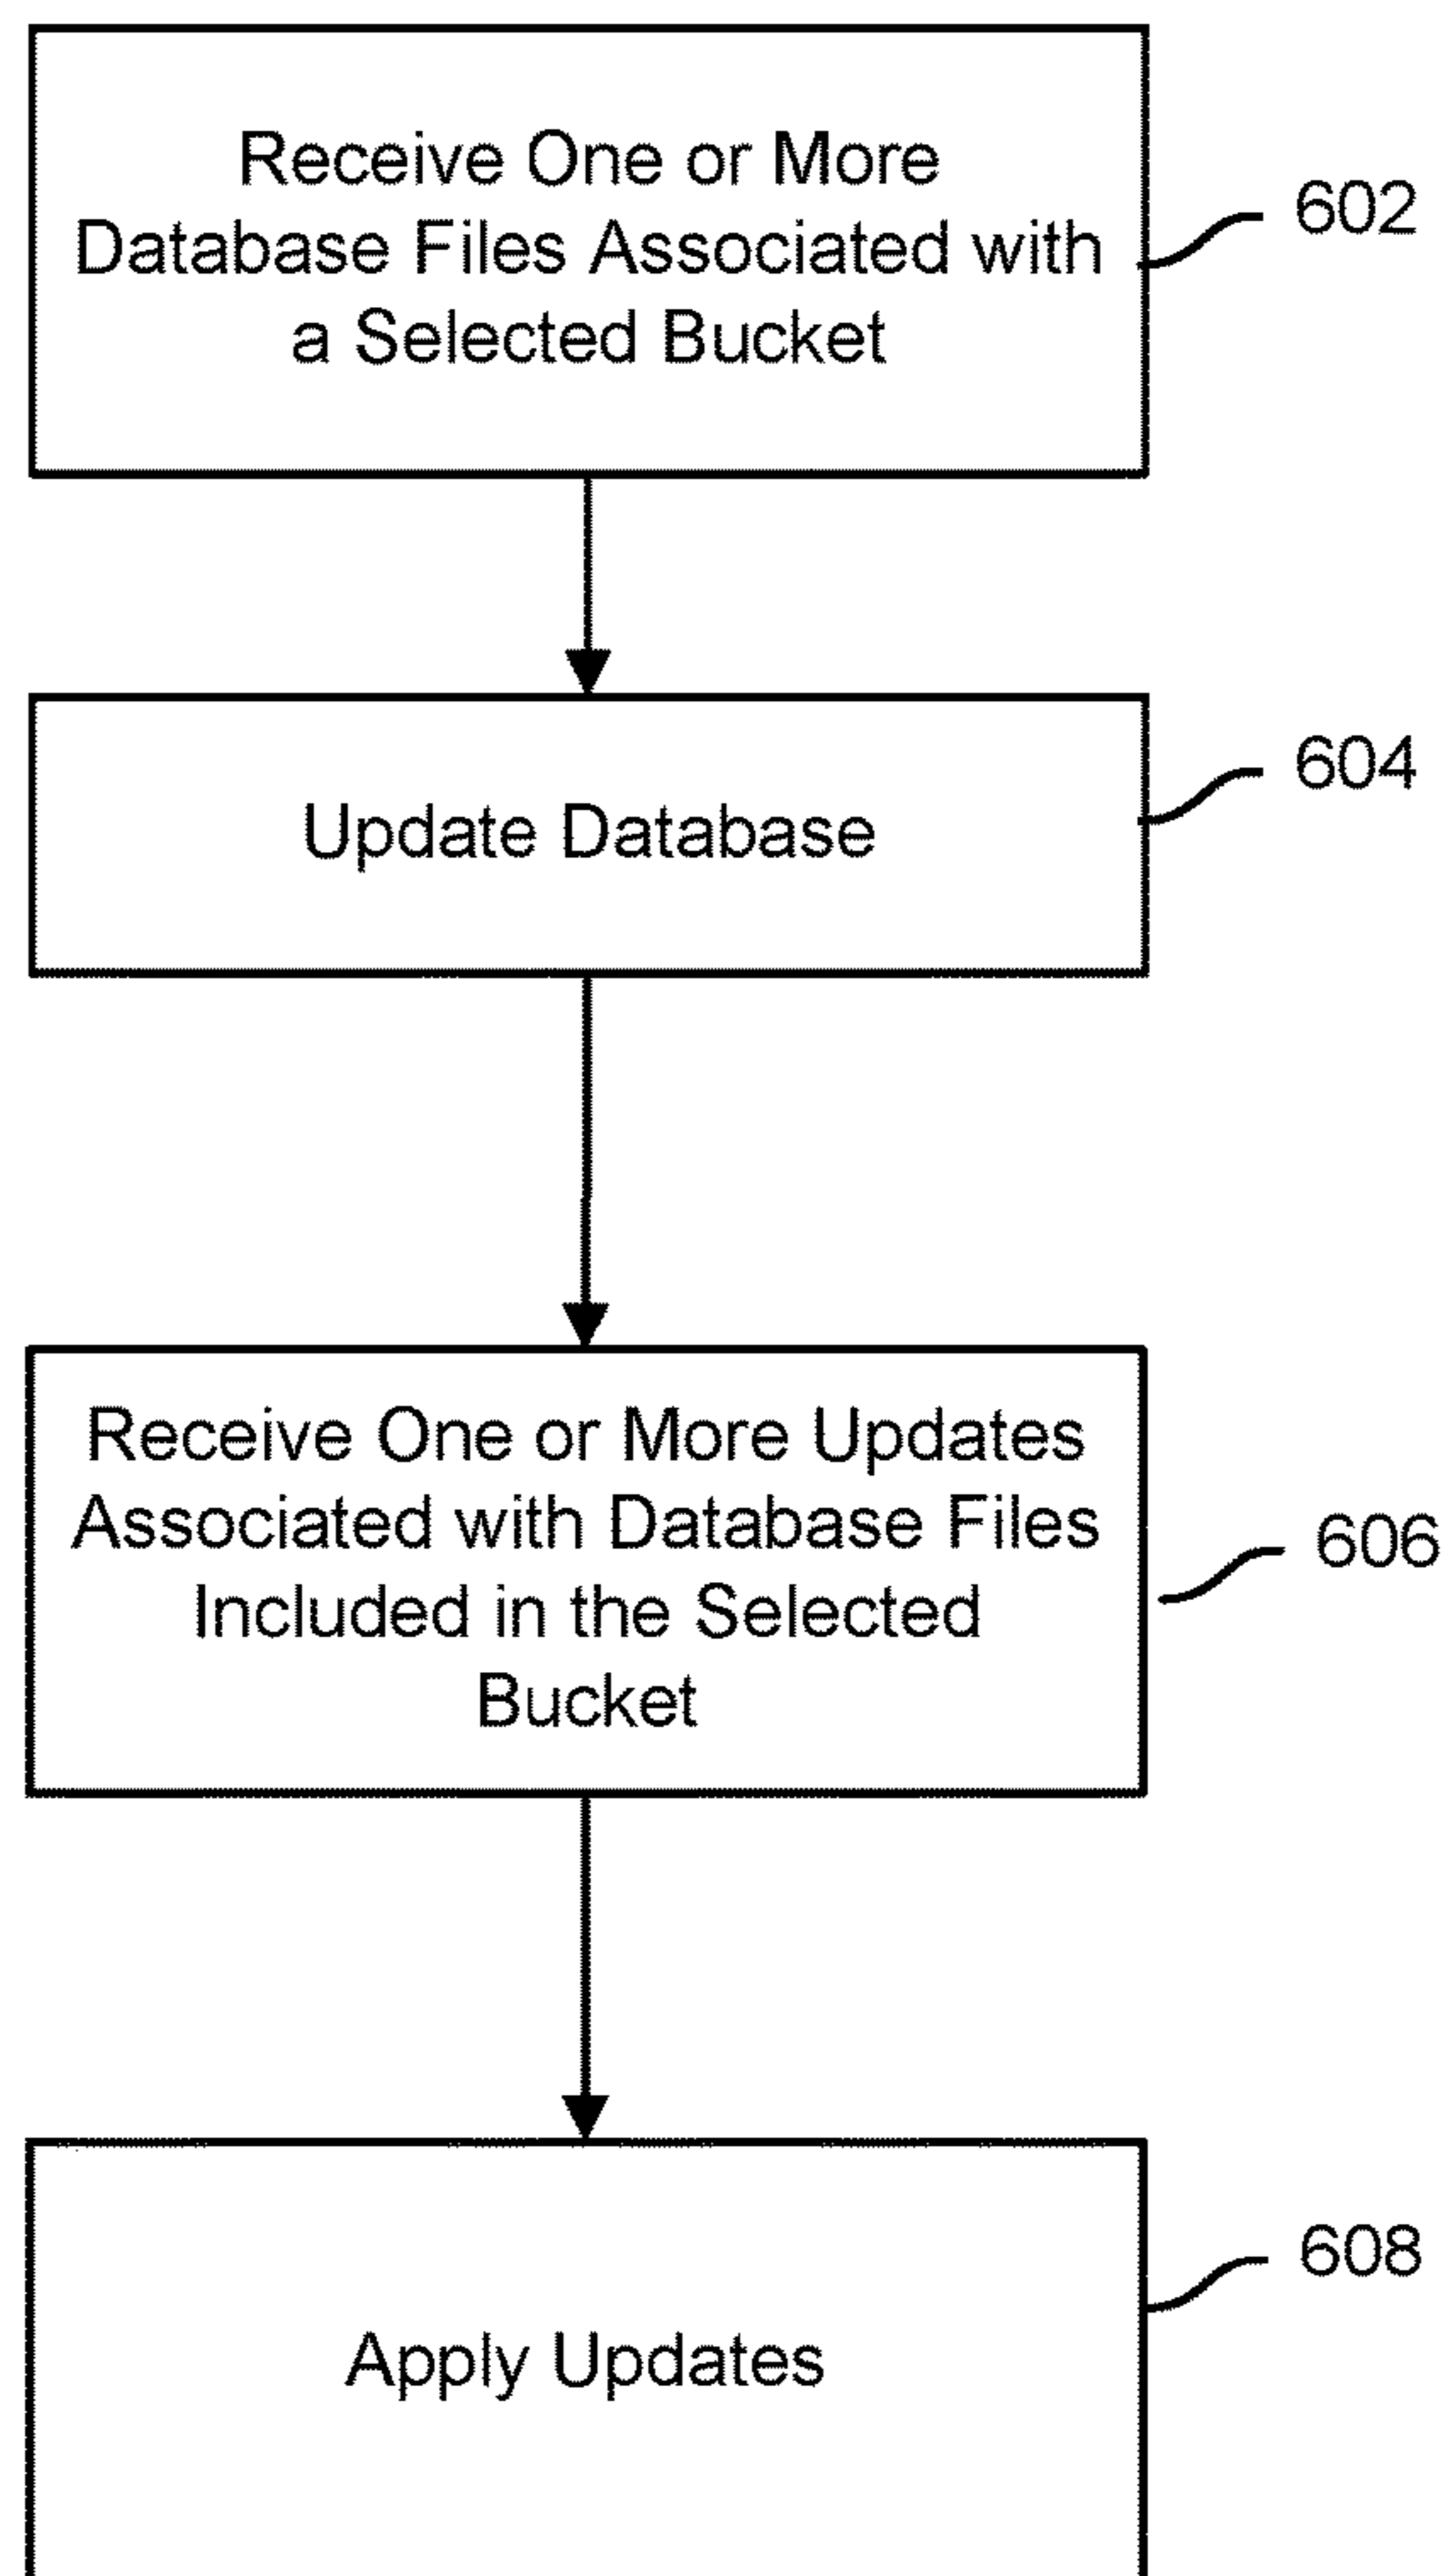 Receive One or More
Database Files Associated with
a Selected Bucket
602
Update Database
604
Receive One or More Updates
Associated with Database Files
Included in the Selected
Bucket
606
Apply Updates
608